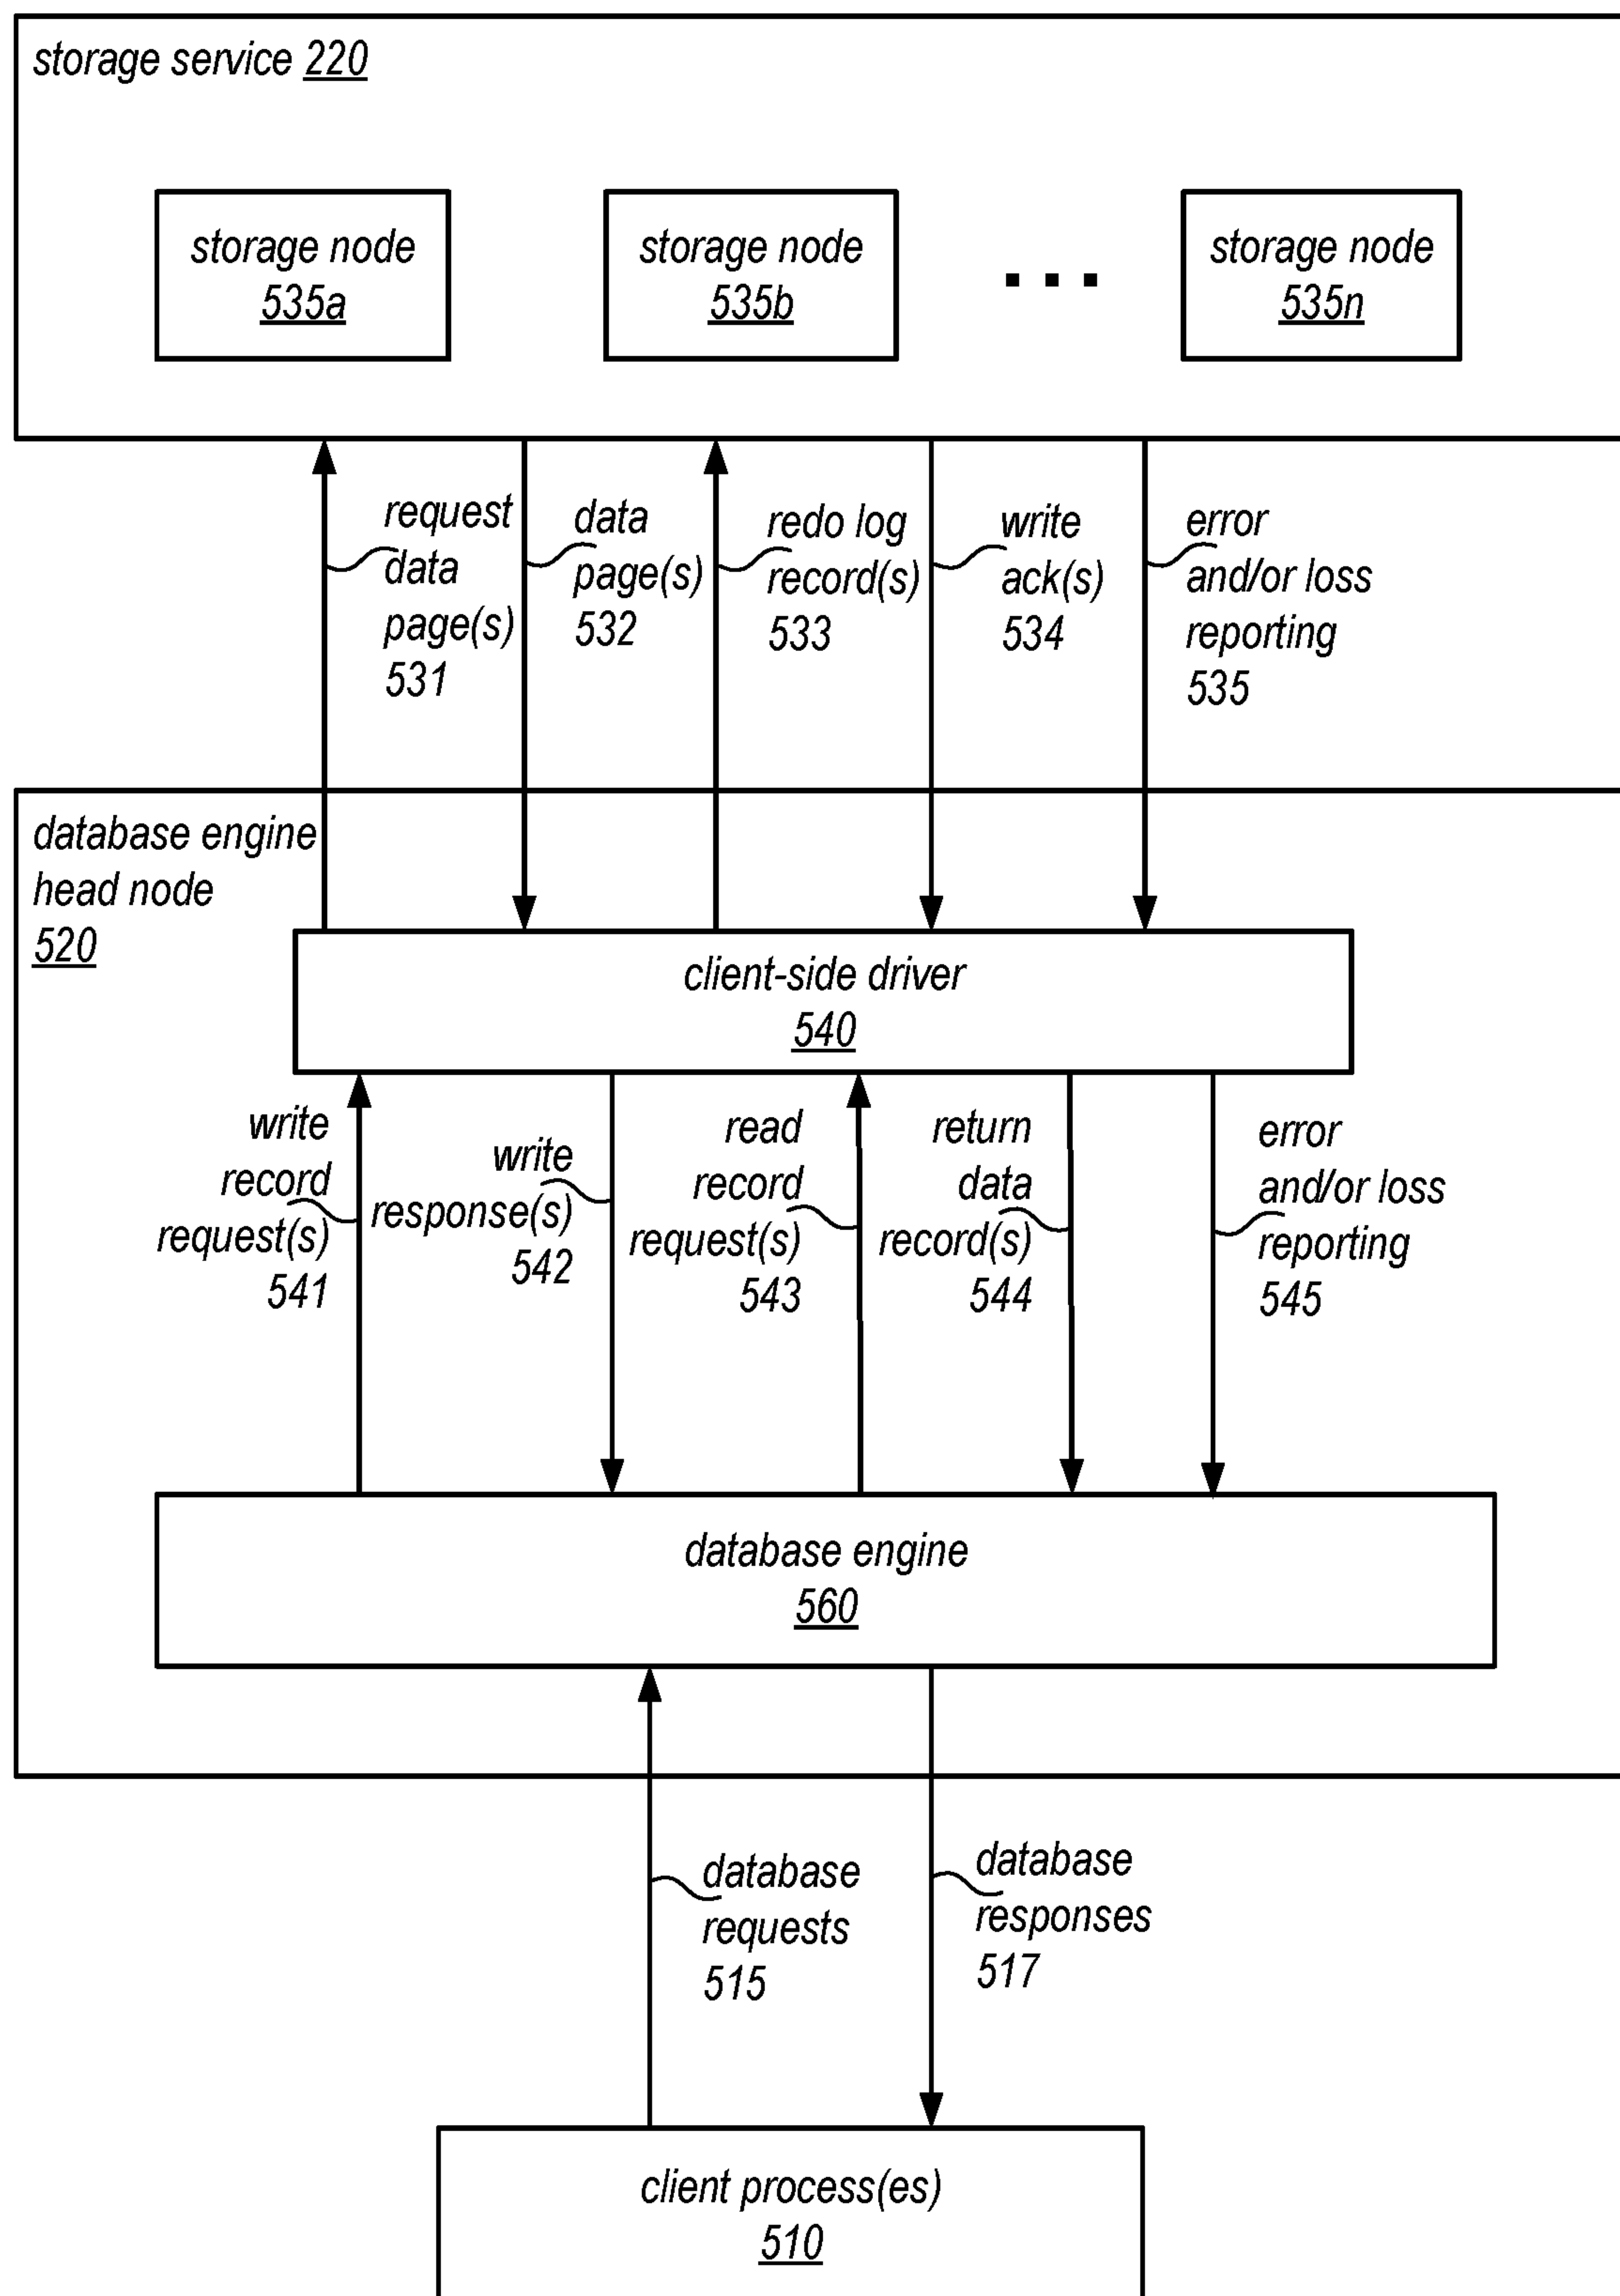 storage service 220
storage node
535a
storage node
535b
storage node
535n
request
data
page(s)
531
data
page(s)
532
redo log
record(s)
533
write
ack(s)
534
error
and/or loss
reporting
535
database engine
head node
520
client-side driver
540
write
record
request(s)
541
write
response(s)
542
read
record
request(s)
543
return
data
record(s)
544
error
and/or loss
reporting
545
database engine
560
database
requests
515
database
responses
517
client process(es)
510